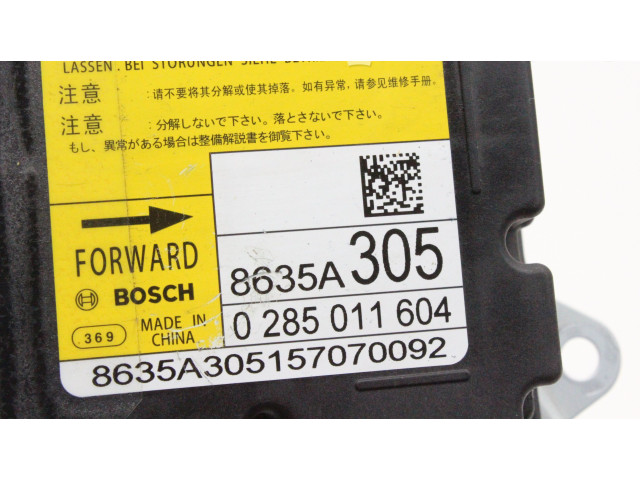 LASSEN. BEI STÖRUNGEN SIEHE
注意 :请不要将其分解或使其掉落。如有异常,请参见维修手册.
注意 :分解しないで下さい。落とさないで下さい。
もし、異常がある場合は整備解説書を御覧下さい。
FORWARD
8635A305
BOSCH
369
MADE IN
CHINA
0 285 011 604
8635A305157070092